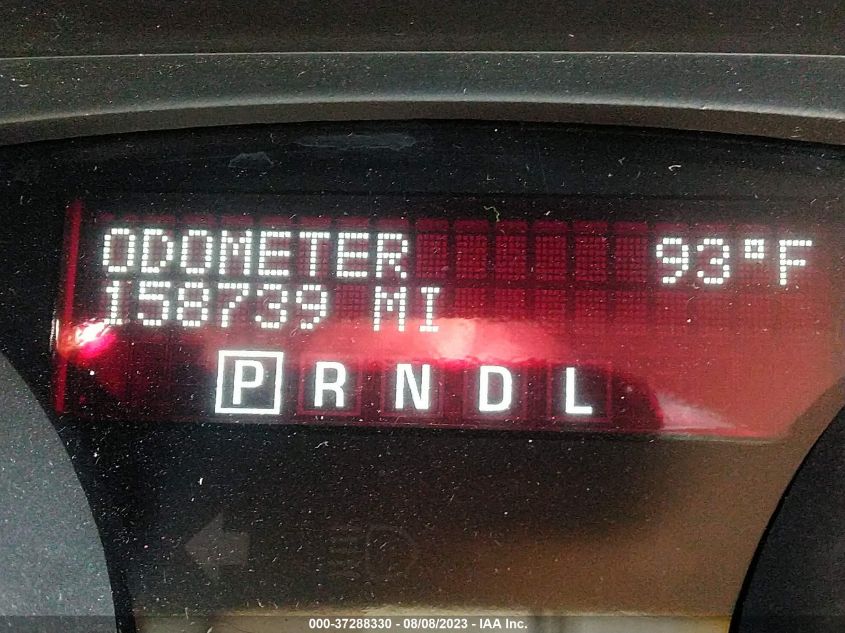 ODOMETER 93°F
158739 MI
P R N D L
000-37288330 - 08/08/2023 - IAA Inc.